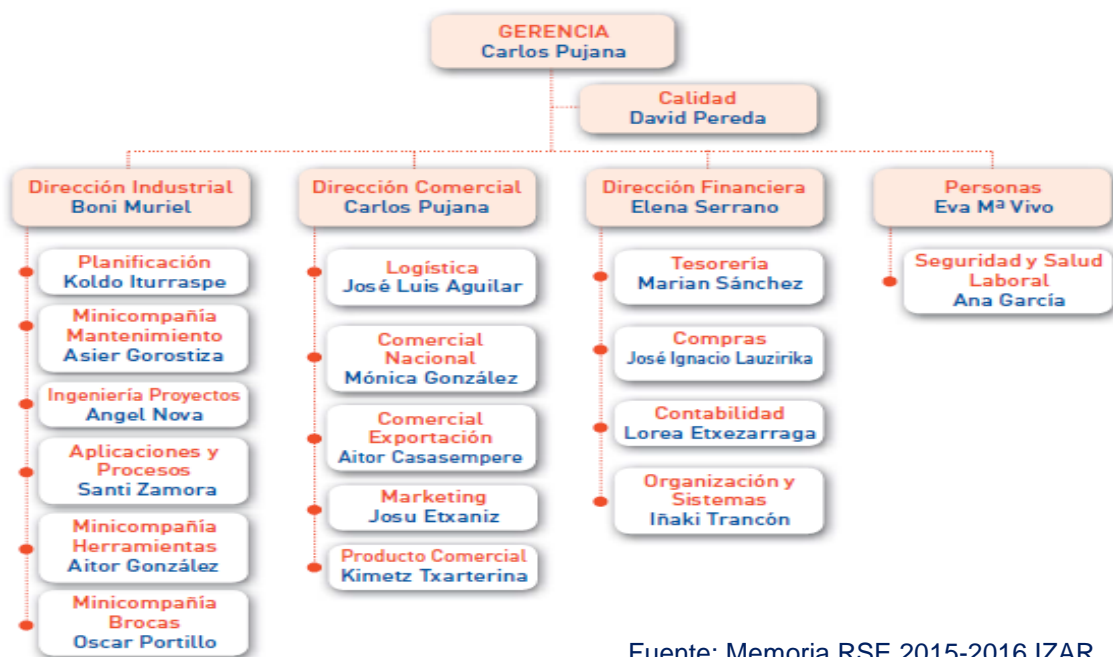 GERENCIA
Carlos Pujana
Calidad
David Pereda
Dirección Industrial
Boni Muriel
Planificación
Koldo Iturraspe
Minicompañía
Mantenimiento
Asier Gorostiza
Ingeniería Proyectos
Angel Nova
Aplicaciones y
Procesos
Santi Zamora
Minicompañía
Herramientas
Aitor González
Minicompañía
Brocas
Oscar Portillo
Dirección Comercial
Carlos Pujana
Logística
José Luis Aguilar
Comercial
Nacional
Mónica González
Comercial
Exportación
Aitor Casasempere
Marketing
Josu Etxaniz
Producto Comercial
Kimetz Txarterina
Dirección Financiera
Elena Serrano
Tesorería
Marian Sánchez
Compras
José Ignacio Lauzirika
Contabilidad
Lorea Etxezarraga
Organización y
Sistemas
Iñaki Trancón
Personas
Eva Mª Vivo
Seguridad y Salud
Laboral
Ana García
Fuente: Memoria RSE 2015-2016 IZAR